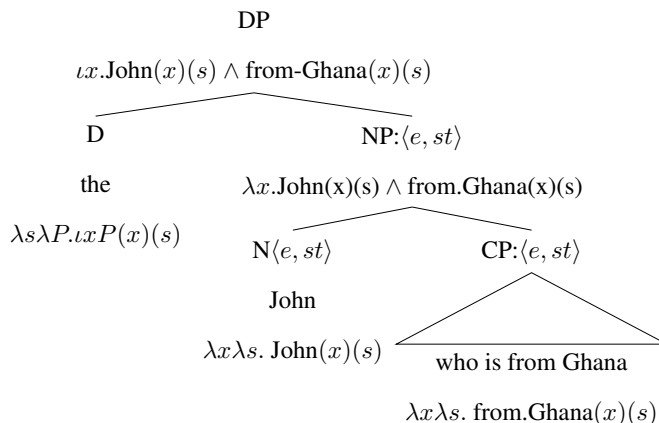 DP
ιx.John(x)(s) ∧ from-Ghana(x)(s)
D NP:⟨e, st⟩
the λx.John(x)(s) ∧ from.Ghana(x)(s)
λsλP.ιxP(x)(s) N⟨e, st⟩ CP:⟨e, st⟩
John
λxλs. John(x)(s)
who is from Ghana
λxλs. from.Ghana(x)(s)